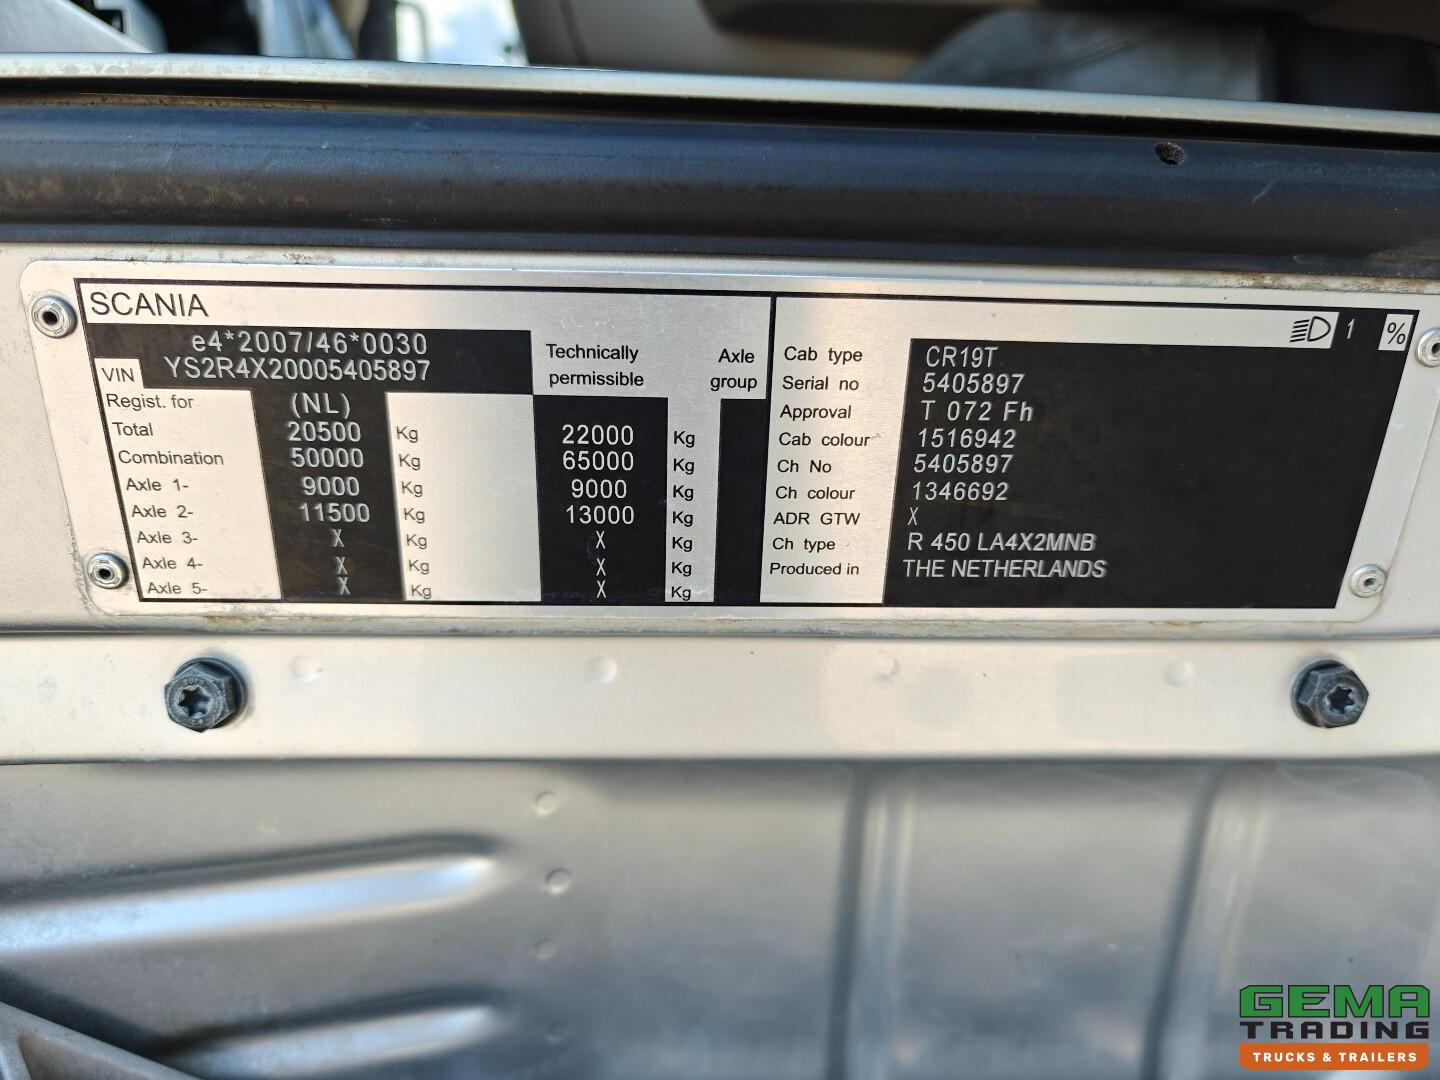 SCANIA
e4*2007/46*0030
VIN YS2R4X20005405897
Technically permissible
Axle group
Regist. for (NL)
Total 20500 Kg 22000 Kg
Combination 50000 Kg 65000 Kg
Axle 1- 9000 Kg 9000 Kg
Axle 2- 11500 Kg 13000 Kg
Axle 3- X Kg X Kg
Axle 4- X Kg X Kg
Axle 5- X Kg X Kg
1 %
Cab type CR19T
Serial no 5405897
Approval T 072 Fh
Cab colour 1516942
Ch No 5405897
Ch colour 1346692
ADR GTW X
Ch type R 450 LA4X2MNB
Produced in THE NETHERLANDS
GEMA
TRADING
TRUCKS & TRAILERS